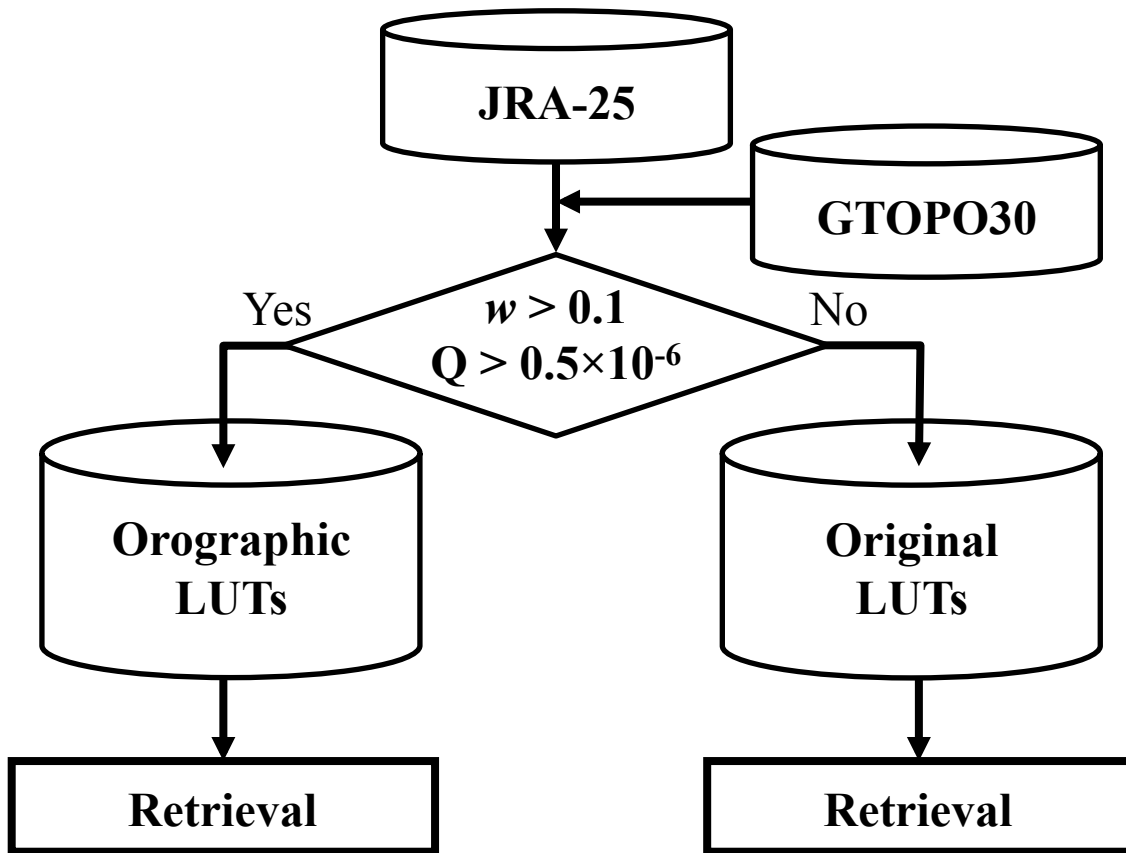 JRA-25
GTOPO30
Yes
w > 0.1
Q > 0.5×10⁻⁶
No
Orographic
LUTs
Original
LUTs
Retrieval
Retrieval